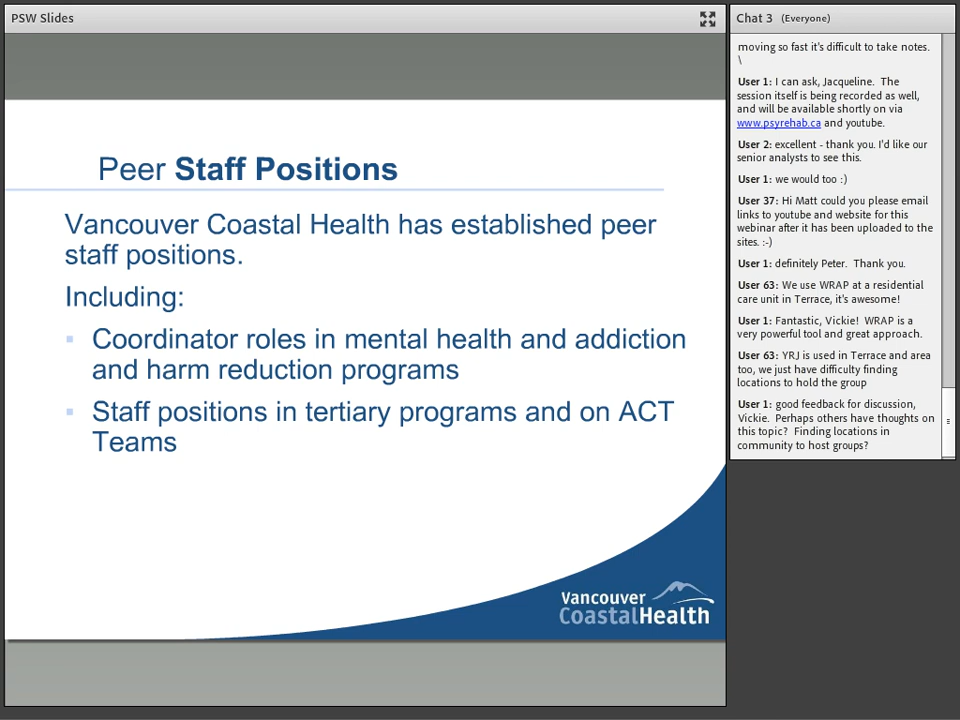 PSW Slides
Peer Staff Positions
Vancouver Coastal Health has established peer
staff positions.
Including:
Coordinator roles in mental health and addiction
and harm reduction programs
Staff positions in tertiary programs and on ACT
Teams
Vancouver
CoastalHealth
Chat 3 (Everyone)
moving so fast it's difficult to take notes.
\
User 1: I can ask, Jacqueline. The
session itself is being recorded as well,
and will be available shortly on via
www.psyrehab.ca and youtube.
User 2: excellent - thank you. I'd like our
senior analysts to see this.
User 1: we would too :)
User 37: Hi Matt could you please email
links to youtube and website for this
webinar after it has been uploaded to the
sites. :-)
User 1: definitely Peter. Thank you.
User 63: We use WRAP at a residential
care unit in Terrace, it's awesome!
User 1: Fantastic, Vickie! WRAP is a
very powerful tool and great approach.
User 63: YRJ is used in Terrace and area
too, we just have difficulty finding
locations to hold the group
User 1: good feedback for discussion,
Vickie. Perhaps others have thoughts on
this topic? Finding locations in
community to host groups?